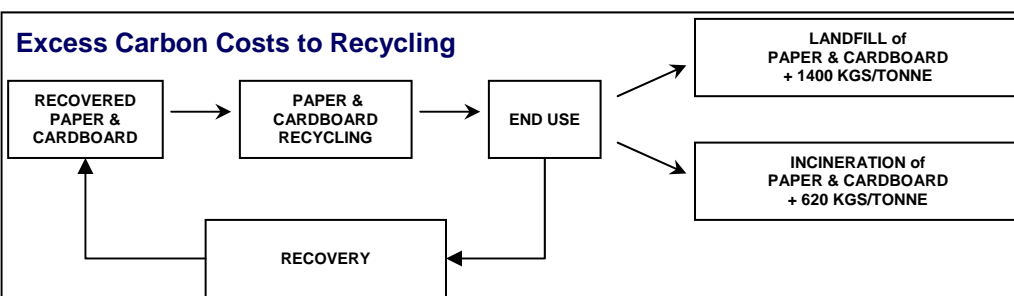 Excess Carbon Costs to Recycling
LANDFILL of
PAPER & CARDBOARD
+ 1400 KGS/TONNE
RECOVERED
PAPER &
CARDBOARD
PAPER &
CARDBOARD
RECYCLING
END USE
INCINERATION of
PAPER & CARDBOARD
+ 620 KGS/TONNE
RECOVERY